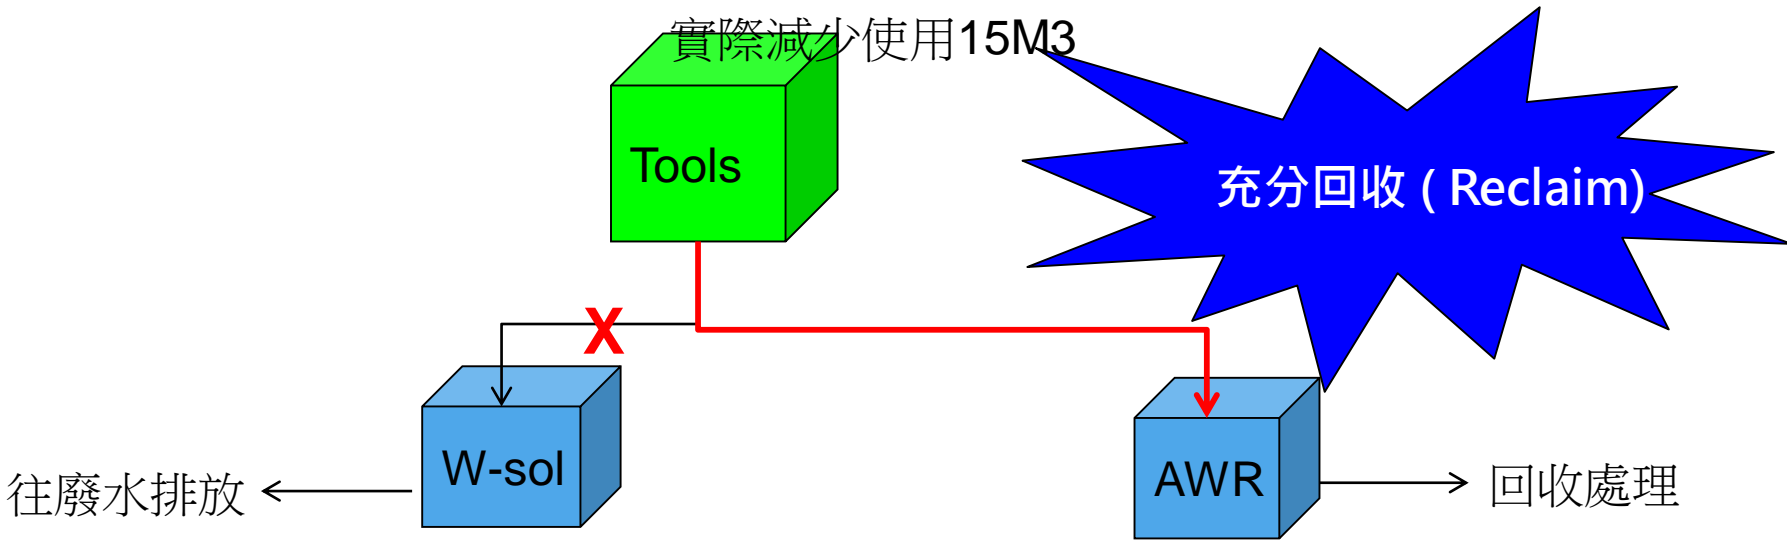 實際減少使用15M3
Tools
充分回收 ( Reclaim)
X
W-sol
AWR
往廢水排放
回收處理